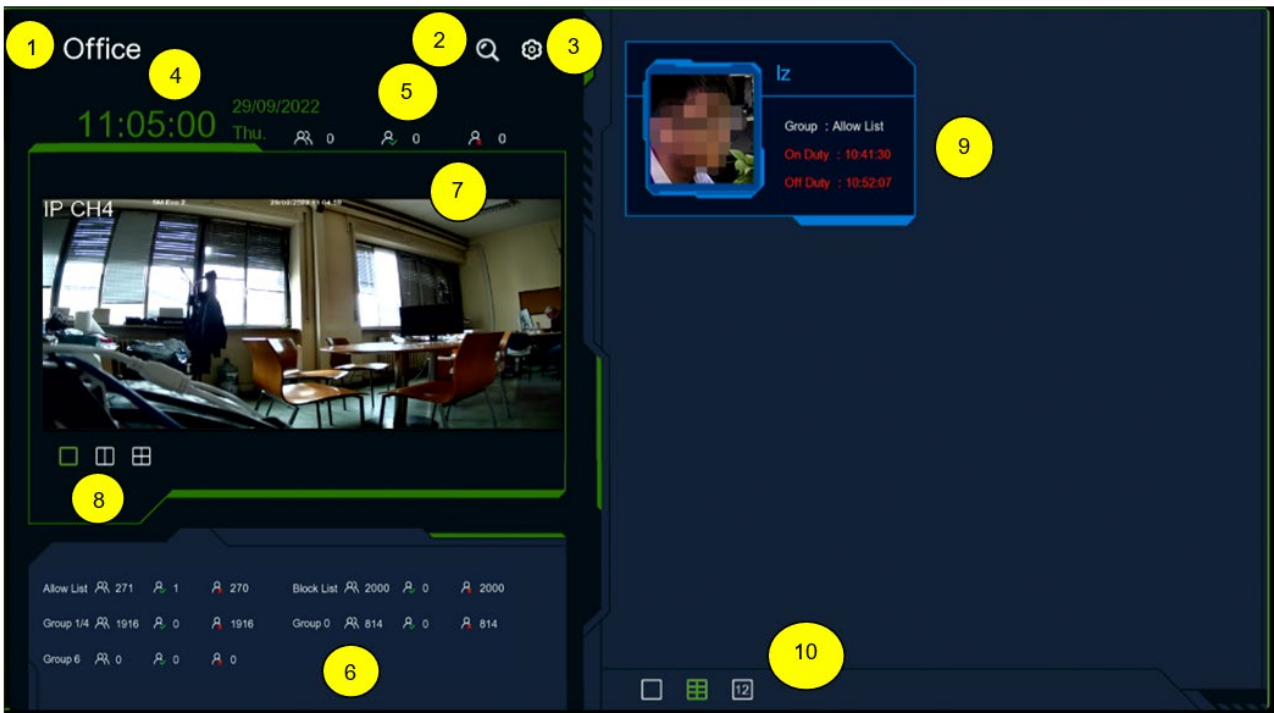 1 Office 2 3
4
5
11:05:00 29/09/2022
Thu. 0 0 0
7
IP CH4
8
Allow List 271 1 270 Block List 2000 0 2000
Group 1/4 1916 0 1916 Group 0 814 0 814
Group 6 0 0 0
6
Iz
Group : Allow List
On Duty : 10:41:30
Off Duty : 10:52:07
9
10
12